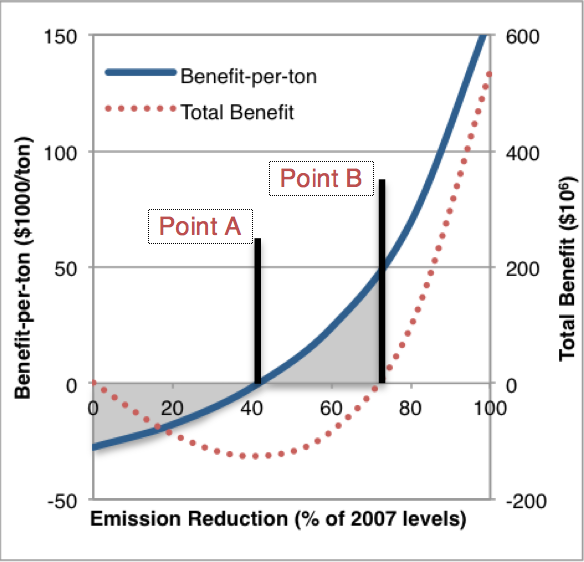 150
600
Benefit-per-ton
Total Benefit
100
400
Point B
Point A
50
200
0
0
0
20
40
60
80
100
-50
-200
Benefit-per-ton ($1000/ton)
Total Benefit ($10⁶)
Emission Reduction (% of 2007 levels)